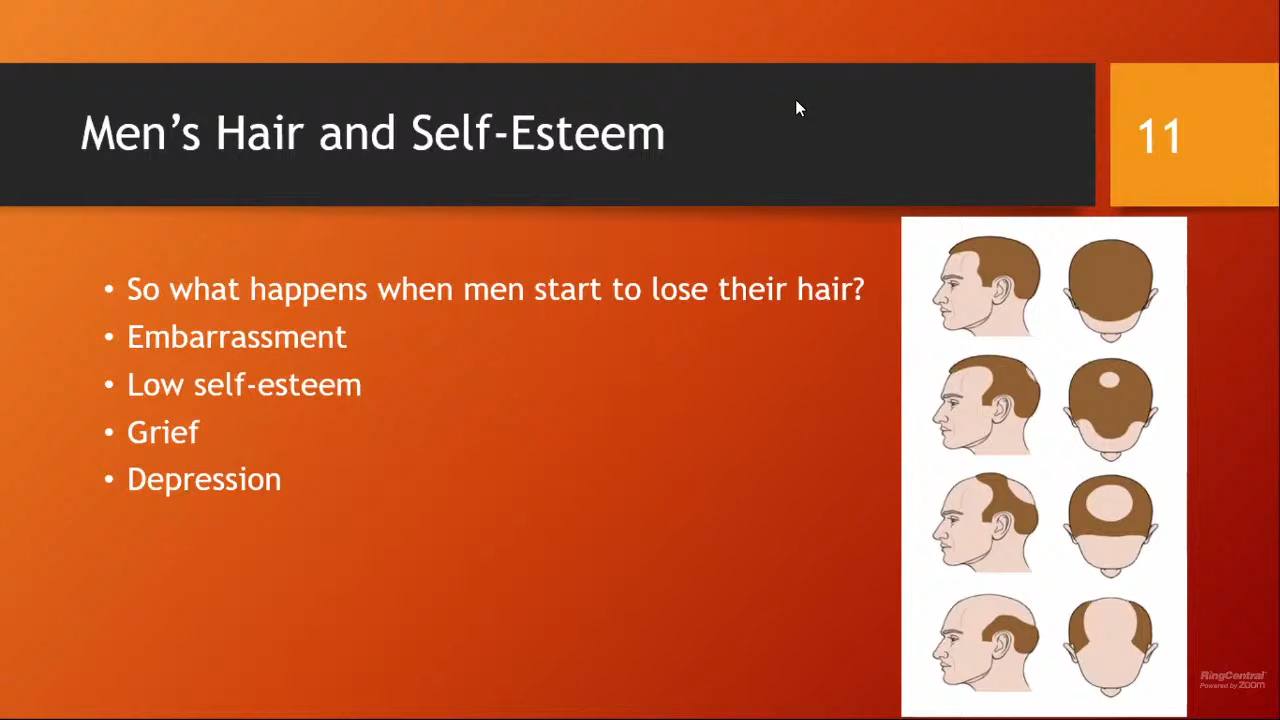 Men's Hair and Self-Esteem
11
• So what happens when men start to lose their hair?
• Embarrassment
• Low self-esteem
• Grief
• Depression
RingCentral
Powered by zoom